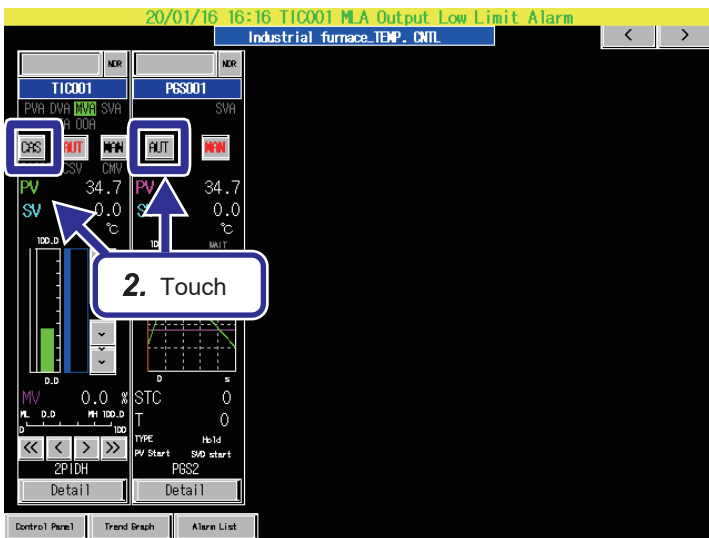 20/01/16 16:16 TIC001 MLA Output Low Limit Alarm
Industrial furnace_TEMP. CNTL
< >
NOR NOR
TIC001 PGS001
PVA DVA MVA SVA SVA
A OOA
CAS AUT MAN AUT MAN
CSV CMV
PV 34.7 PV 34.7
SV 0.0 0.0
℃ ℃
100.0 WAIT
2. Touch
0.0 0 s
MV 0.0 % STC 0
ML 0.0 MH 100.0 T 0
0 100
TYPE Hold
<< < > >> PV Start SV0 start
2PIDH PGS2
Detail Detail
Control Panel Trend Graph Alarm List